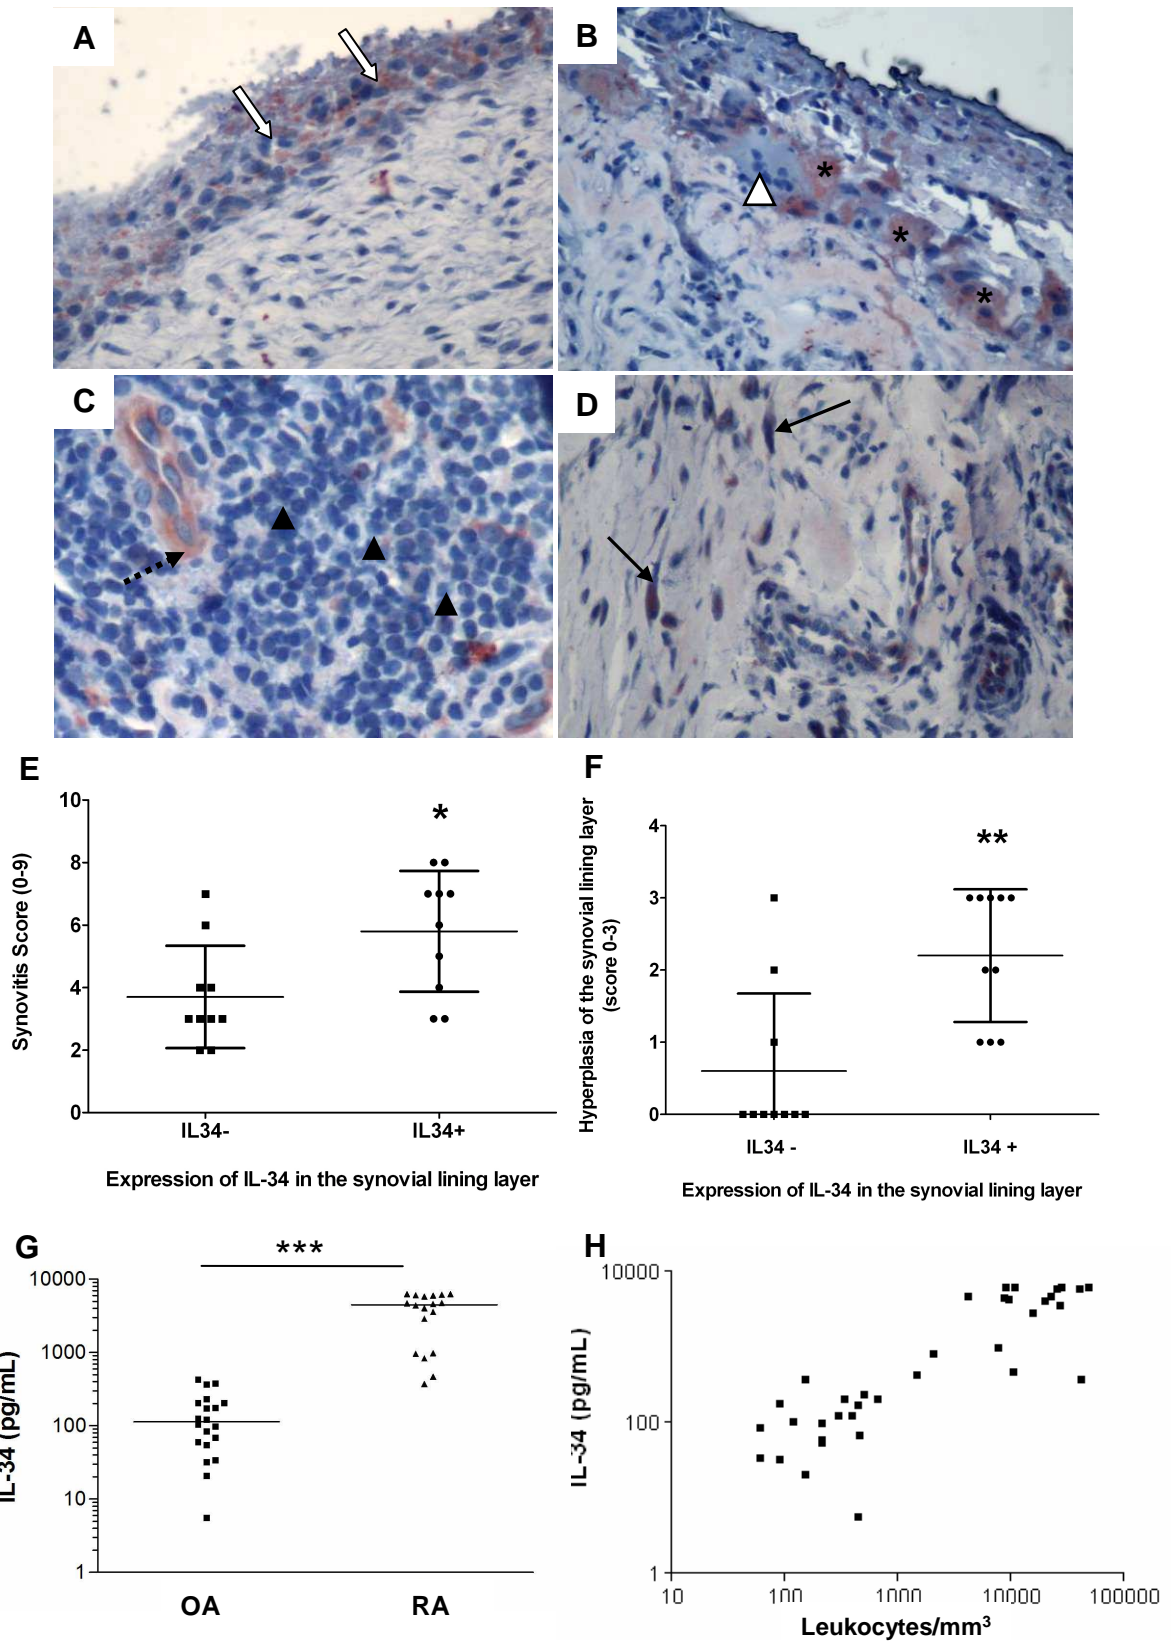 A
B
*
*
*
C
D
E
Synovitis Score (0-9)
10
8
6
4
2
0
*
IL34-
IL34+
Expression of IL-34 in the synovial lining layer
F
Hyperplasia of the synovial lining layer
(score 0-3)
4
3
2
1
0
**
IL34 -
IL34 +
Expression of IL-34 in the synovial lining layer
G
***
IL-34 (pg/mL)
10000
1000
100
10
1
OA
RA
H
IL-34 (pg/mL)
10000
100
1
10
100
1000
10000
100000
Leukocytes/mm³